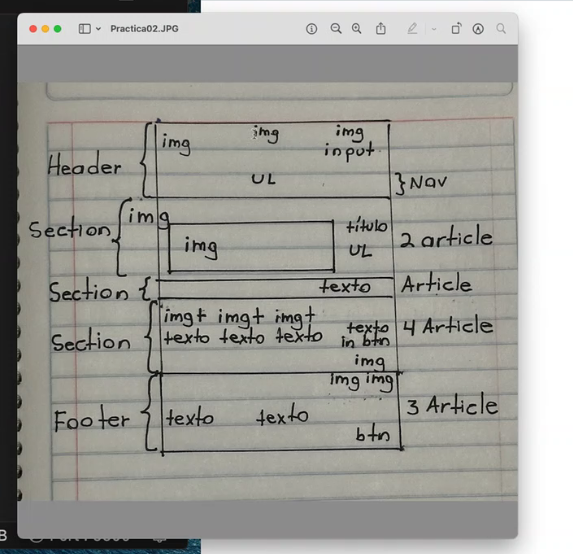 Practica02.JPG
img img img
input
Header
UL } Nav
img
Section título
img UL 2 article
Section { texto Article
img+ img+ img+
texto texto texto texto 4 Article
Section in btn
img
img img
Footer texto texto 3 Article
btn